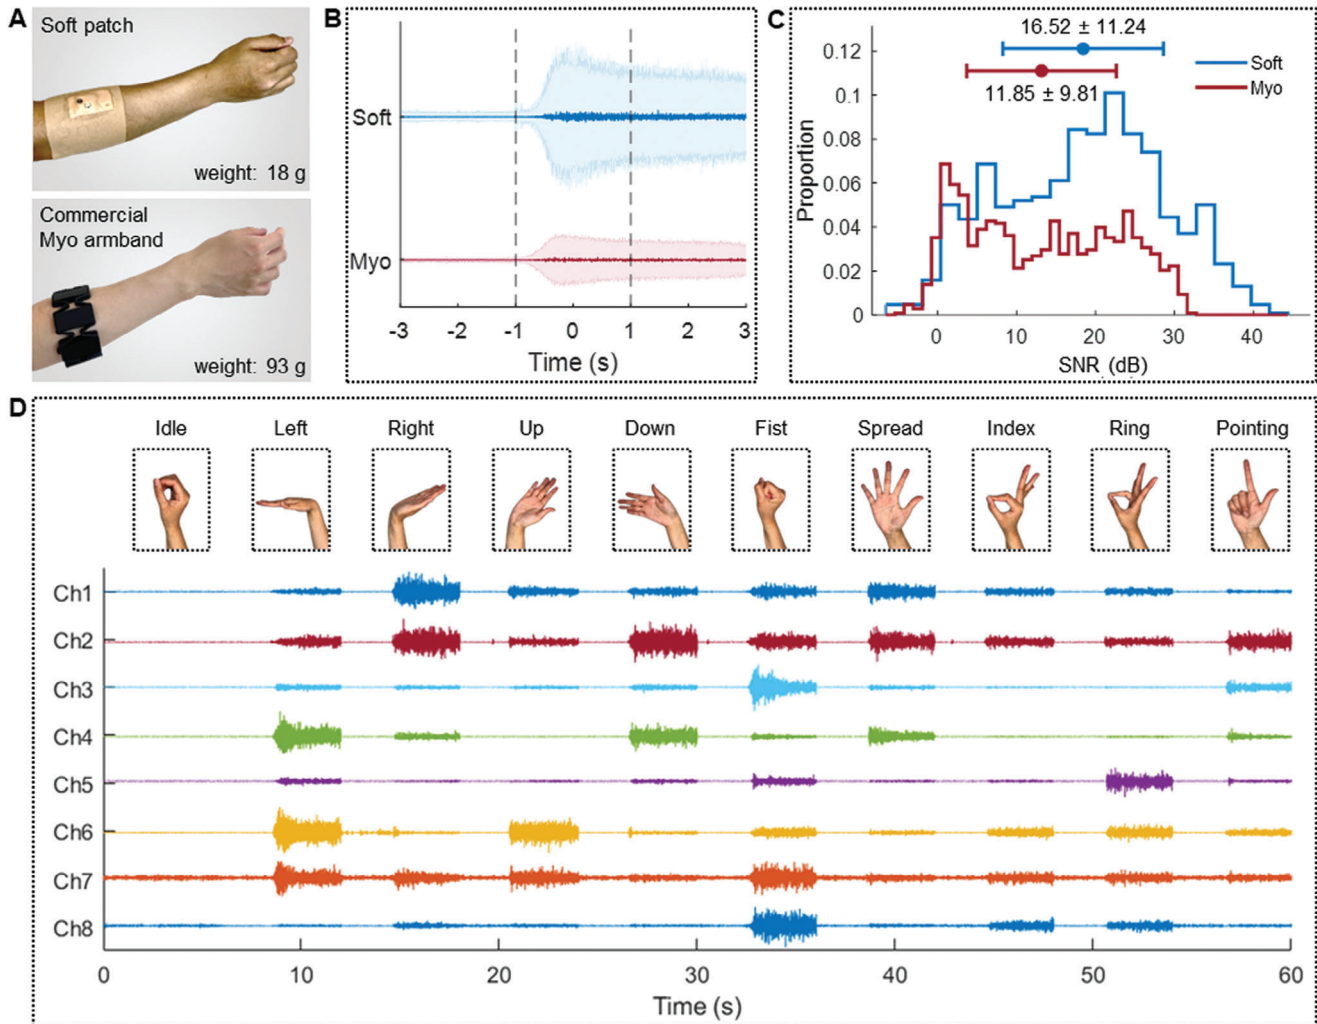 A
Soft patch
weight: 18 g
Commercial
Myo armband
weight: 93 g
B
Soft
Myo
-3 -2 -1 0 1 2 3
Time (s)
C
16.52 ± 11.24
11.85 ± 9.81
Soft
Myo
0.12
0.1
0.08
0.06
0.04
0.02
0
Proportion
0 10 20 30 40
SNR (dB)
D
Idle Left Right Up Down Fist Spread Index Ring Pointing
Ch1
Ch2
Ch3
Ch4
Ch5
Ch6
Ch7
Ch8
0 10 20 30 40 50 60
Time (s)